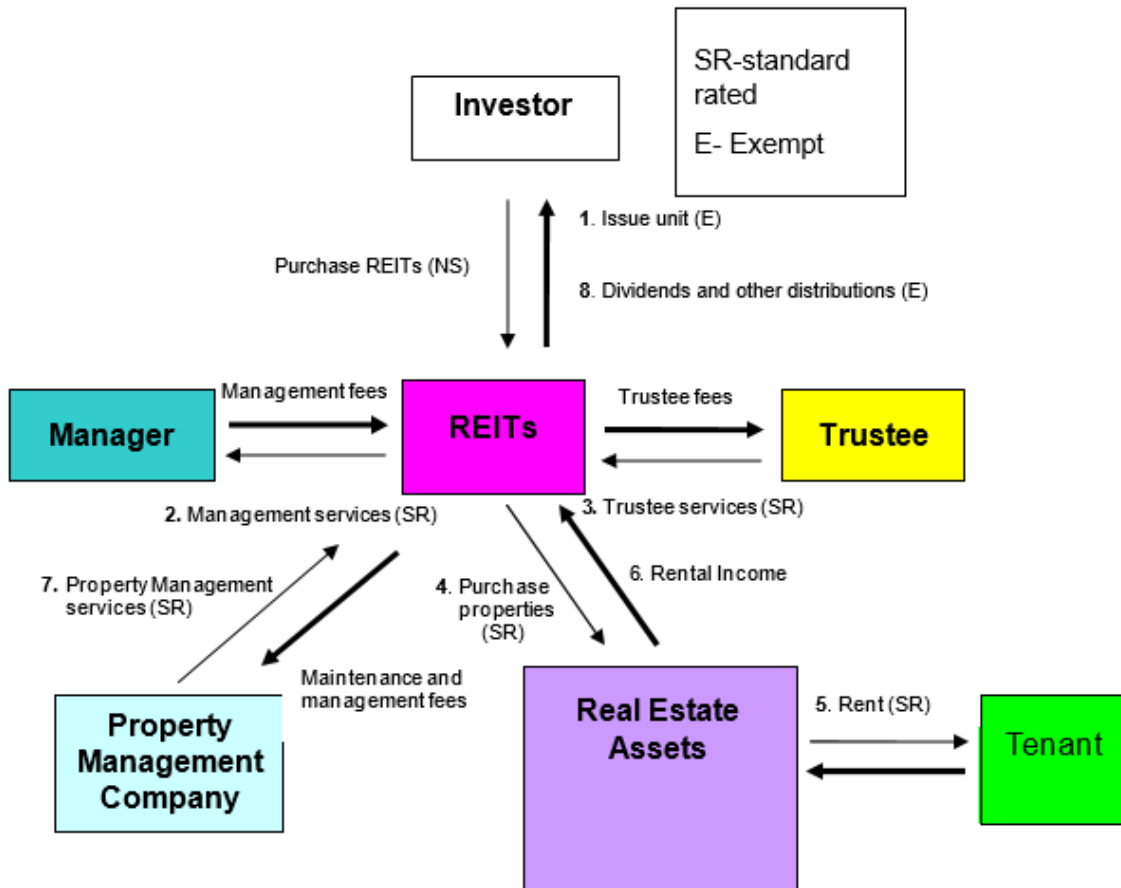 SR-standard
rated
E- Exempt
Investor
1. Issue unit (E)
Purchase REITs (NS)
8. Dividends and other distributions (E)
Management fees
Trustee fees
Manager
REITs
Trustee
2. Management services (SR)
3. Trustee services (SR)
7. Property Management
services (SR)
4. Purchase
properties
(SR)
6. Rental Income
Maintenance and
management fees
Property
Management
Company
Real Estate
Assets
5. Rent (SR)
Tenant